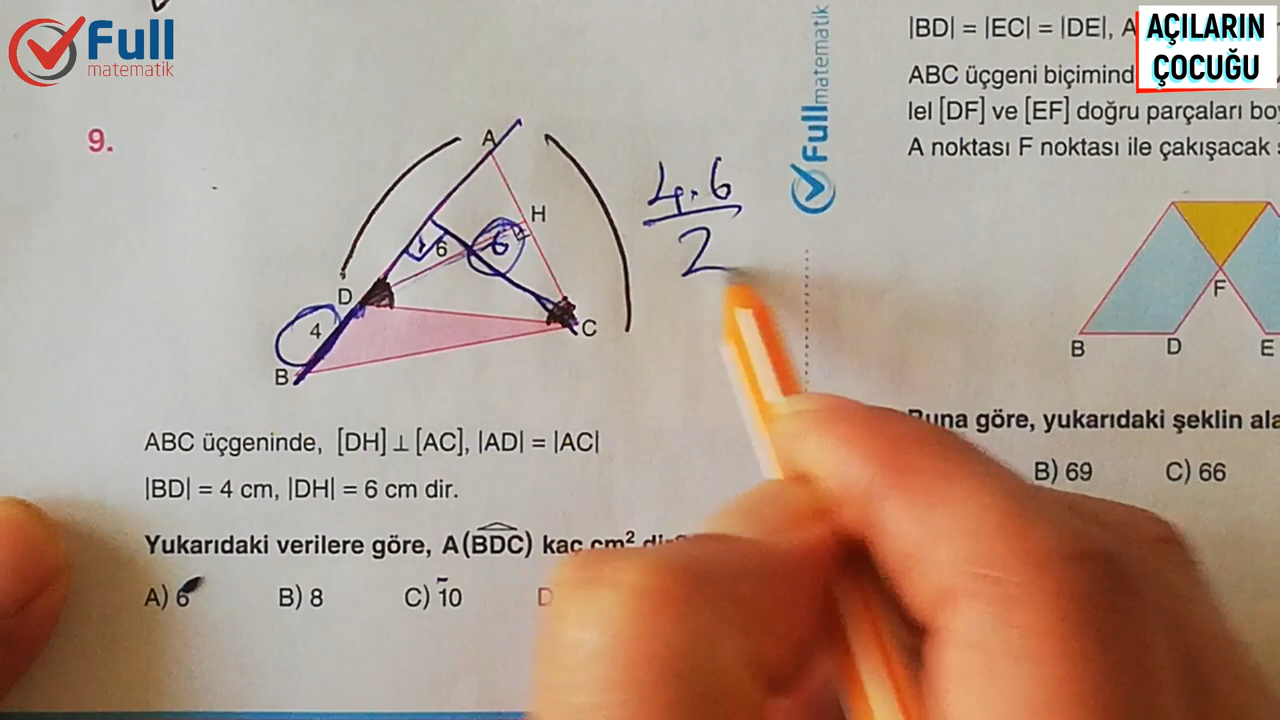 Full
matematik
AÇILARIN
ÇOCUĞU
9.
A
H
6
6
D
4
B
C
4.6
2
ABC üçgeninde, [DH] ⊥ [AC], |AD| = |AC|
|BD| = 4 cm, |DH| = 6 cm dir.
Yukarıdaki verilere göre, A(BDC) kaç cm²
A) 6
B) 8
C) 10
D
Full matematik
|BD| = |EC| = |DE|, A
ABC üçgeni biçimind
lel [DF] ve [EF] doğru parçaları boy
A noktası F noktası ile çakışacak ş
F
B
D
E
Buna göre, yukarıdaki şeklin ala
B) 69
C) 66